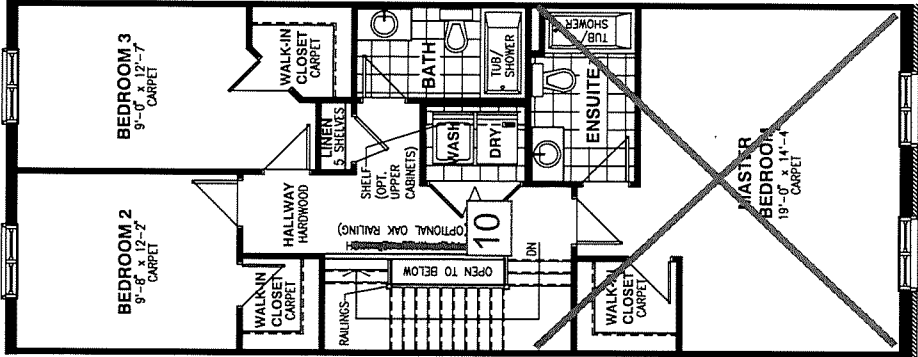 BEDROOM 3
9'-0" x 12'-7"
CARPET
WALK-IN
CLOSET
CARPET
BATH
TUB/
SHOWER
TUB/
SHOWER
ENSUITE
LINEN
5 SHELVES
SHELF
(OPT.
UPPER
CABINETS)
WASH
DRY
MASTER
BEDROOM
19'-0" x 14'-4
CARPET
HALLWAY
HARDWOOD
(OPTIONAL OAK RAILING)
10
BEDROOM 2
9'-8" x 12'-2"
CARPET
WALK-IN
CLOSET
CARPET
RAILINGS
OPEN TO BELOW
DN
WALK-IN
CLOSET
CARPET